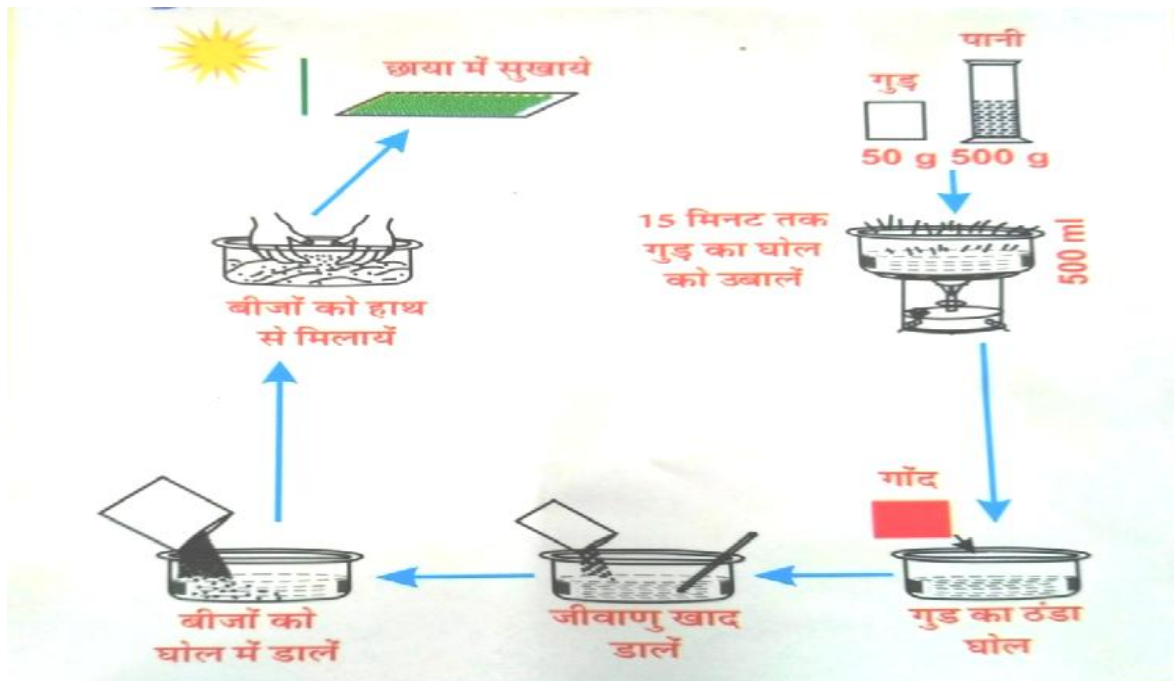 पानी
गुड़
50 g 500 g
15 मिनट तक
गुड़ का घोल
को उबालें
500 ml
गोंद
गुड का ठंडा
घोल
जीवाणु खाद
डालें
बीजों को
घोल में डालें
बीजों को हाथ
से मिलायें
छाया में सुखाये